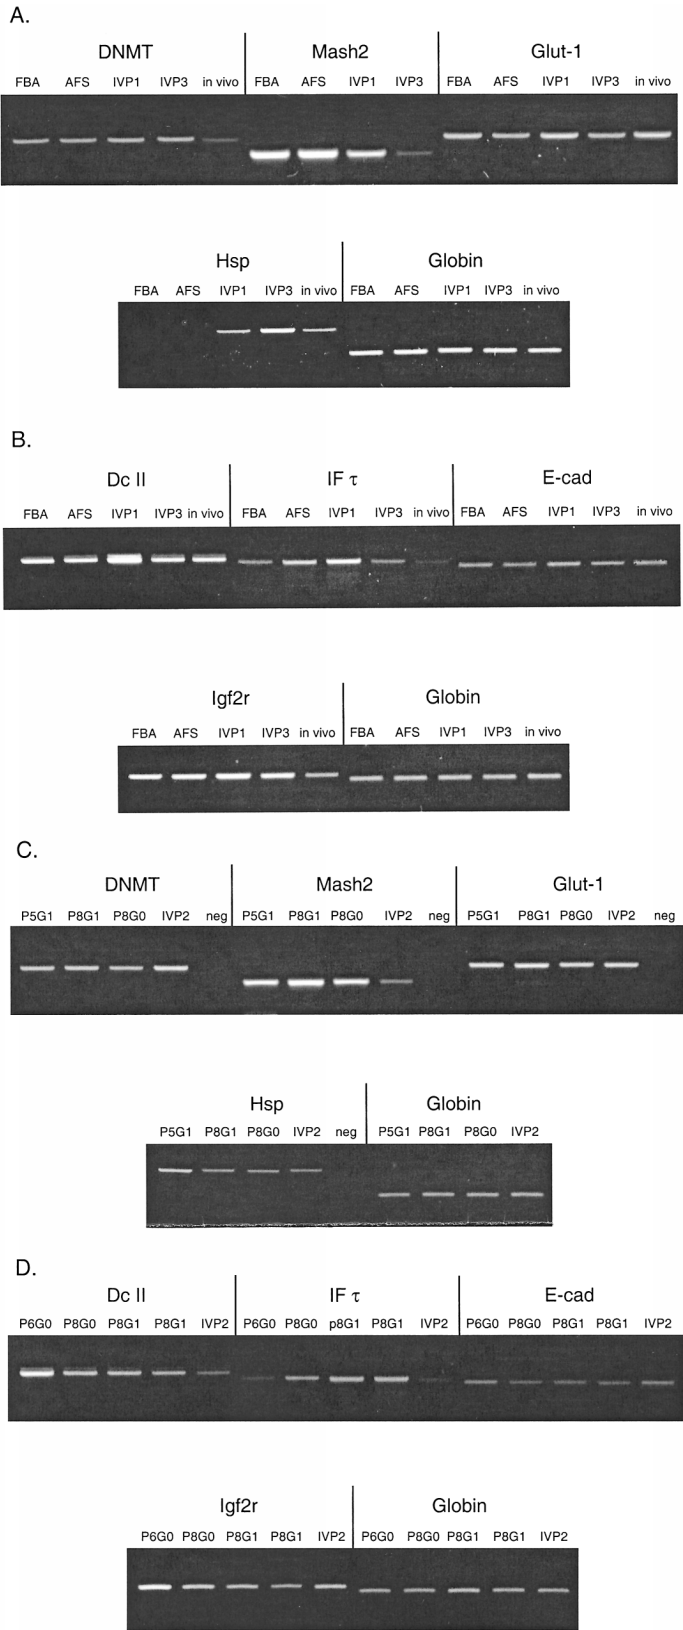 A.
DNMT Mash2 Glut-1
FBA AFS IVP1 IVP3 in vivo FBA AFS IVP1 IVP3 FBA AFS IVP1 IVP3 in vivo
Hsp Globin
FBA AFS IVP1 IVP3 in vivo FBA AFS IVP1 IVP3 in vivo
B.
Dc II IF τ E-cad
FBA AFS IVP1 IVP3 in vivo FBA AFS IVP1 IVP3 in vivo FBA AFS IVP1 IVP3 in vivo
Igf2r Globin
FBA AFS IVP1 IVP3 in vivo FBA AFS IVP1 IVP3 in vivo
C.
DNMT Mash2 Glut-1
P5G1 P8G1 P8G0 IVP2 neg P5G1 P8G1 P8G0 IVP2 neg P5G1 P8G1 P8G0 IVP2 neg
Hsp Globin
P5G1 P8G1 P8G0 IVP2 neg P5G1 P8G1 P8G0 IVP2
D.
Dc II IF τ E-cad
P6G0 P8G0 P8G1 P8G1 IVP2 P6G0 P8G0 p8G1 P8G1 IVP2 P6G0 P8G0 P8G1 P8G1 IVP2
Igf2r Globin
P6G0 P8G0 P8G1 P8G1 IVP2 P6G0 P8G0 P8G1 P8G1 IVP2